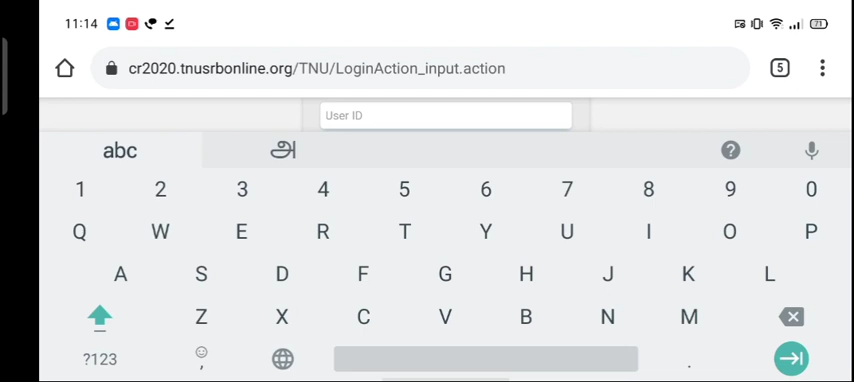 11:14 71
cr2020.tnusrbonline.org/TNU/LoginAction_input.action 5
User ID
abc அ ?
1 2 3 4 5 6 7 8 9 0
Q W E R T Y U I O P
A S D F G H J K L
Z X C V B N M
?123 , .